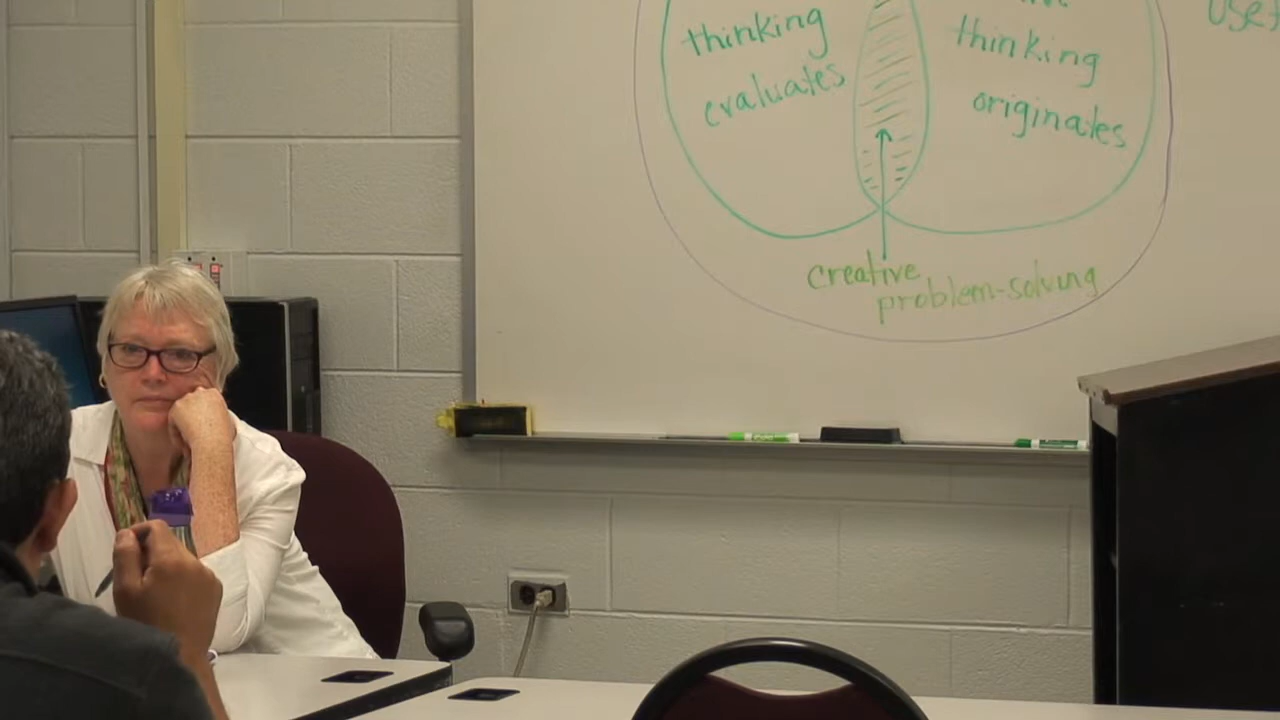 thinking
evaluates
thinking
originates
creative
problem-solving